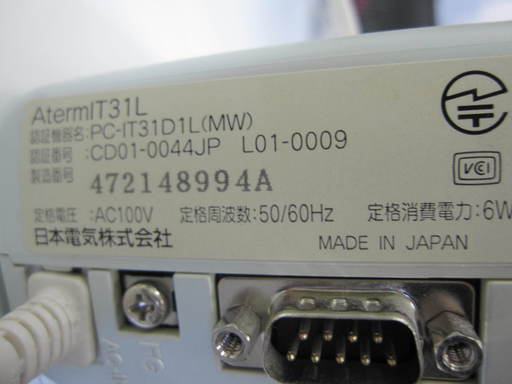 AtermIT31L
認証機器名:PC-IT31D1L(MW)
認証番号 :CD01-0044JP L01-0009
製造番号 472148994A
定格電圧:AC100V 定格周波数:50/60Hz 定格消費電力:6W
日本電気株式会社 MADE IN JAPAN
VCI